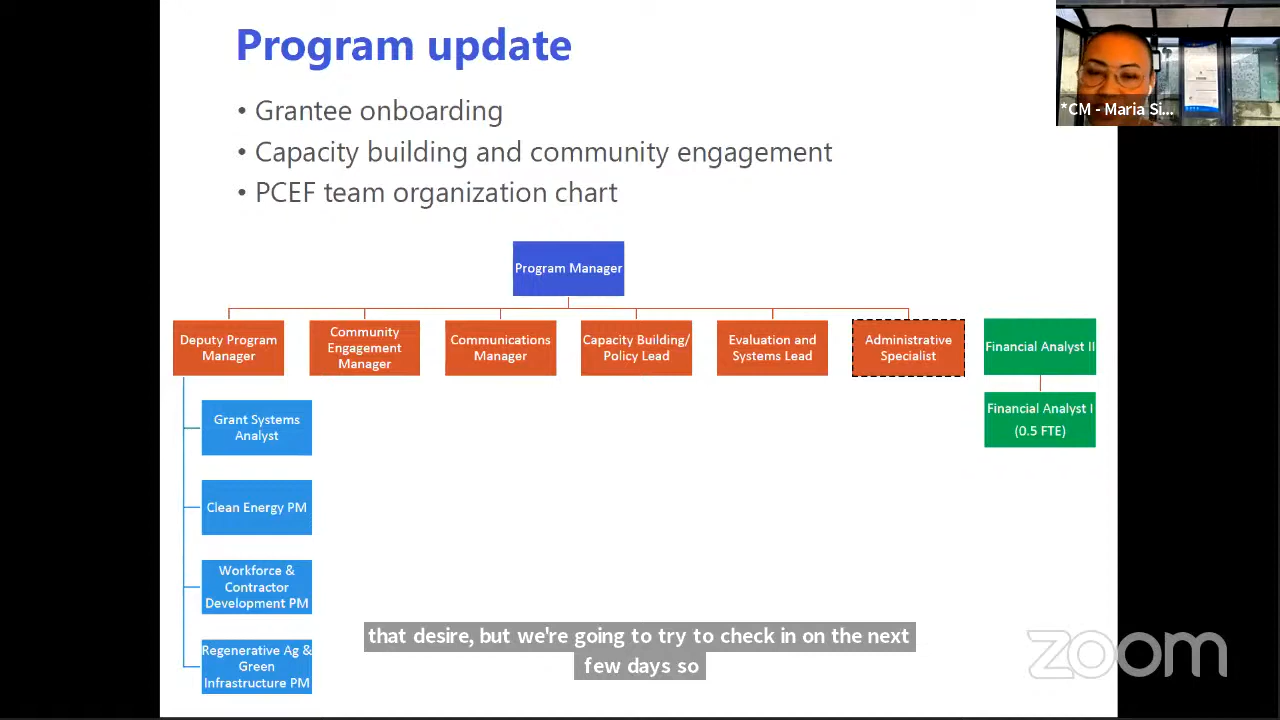 Program update
*CM - Maria Si...
• Grantee onboarding
• Capacity building and community engagement
• PCEF team organization chart
Program Manager
Deputy Program
Manager
Community
Engagement
Manager
Communications
Manager
Capacity Building/
Policy Lead
Evaluation and
Systems Lead
Administrative
Specialist
Financial Analyst II
Financial Analyst I
(0.5 FTE)
Grant Systems
Analyst
Clean Energy PM
Workforce &
Contractor
Development PM
Regenerative Ag &
Green
Infrastructure PM
that desire, but we're going to try to check in on the next
few days so
zoom